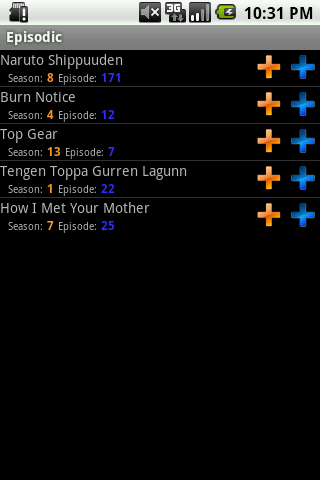 3G 10:31 PM
Episodic
Naruto Shippuuden
Season: 8 Episode: 171
Burn Notice
Season: 4 Episode: 12
Top Gear
Season: 13 Episode: 7
Tengen Toppa Gurren Lagunn
Season: 1 Episode: 22
How I Met Your Mother
Season: 7 Episode: 25